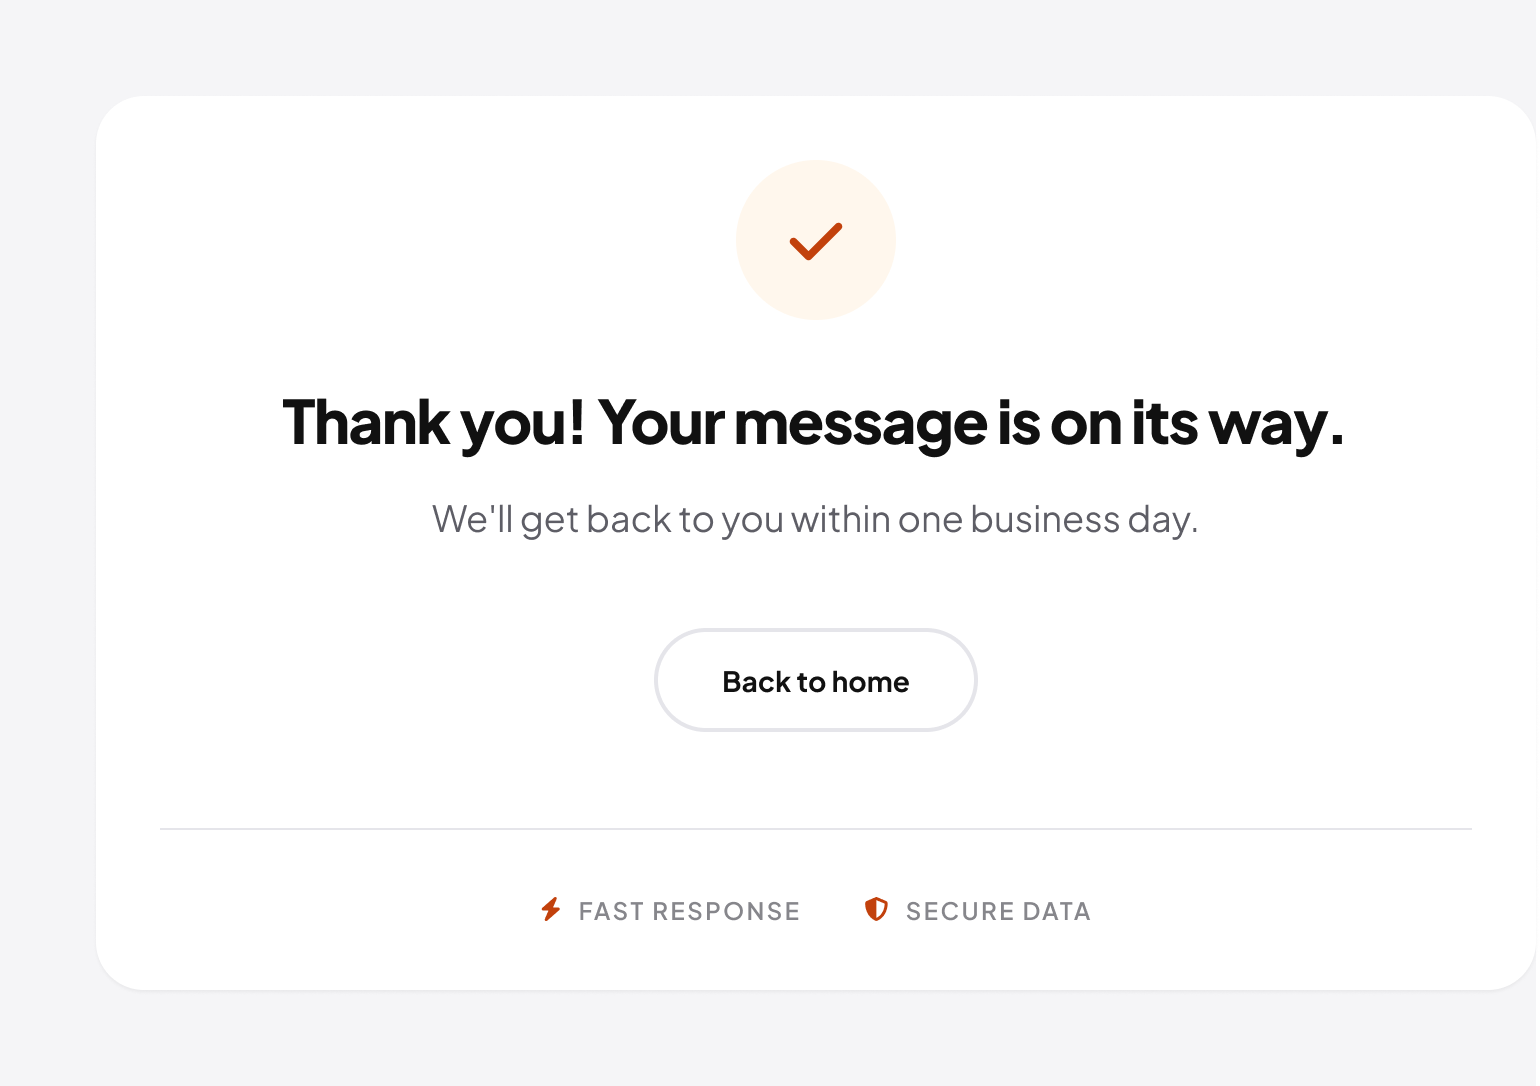 Thank you! Your message is on its way.
We'll get back to you within one business day.
Back to home
FAST RESPONSE
SECURE DATA